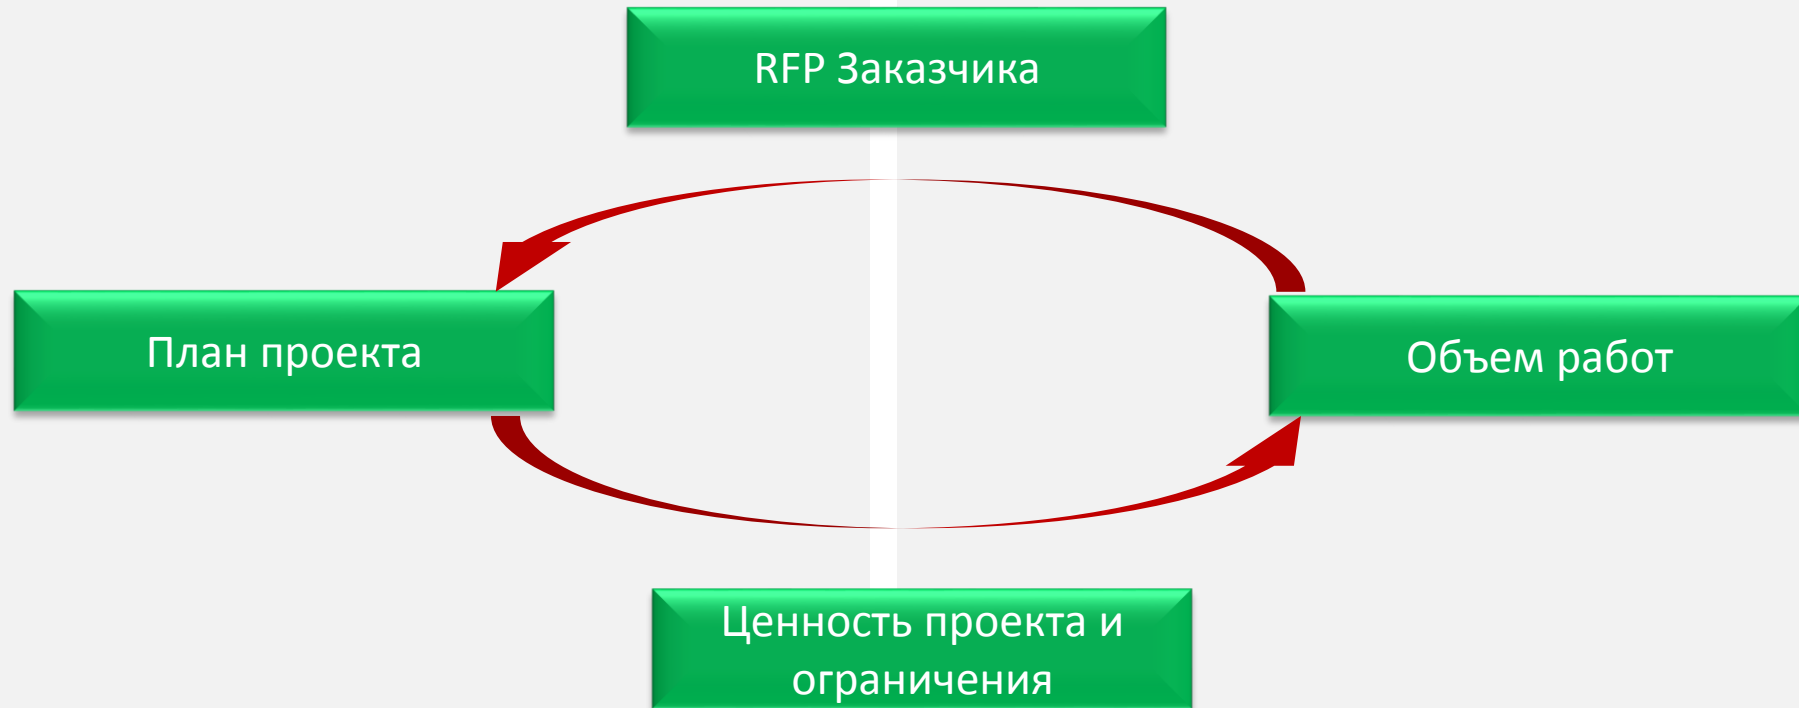 RFP Заказчика
План проекта
Объем работ
Ценность проекта и
ограничения